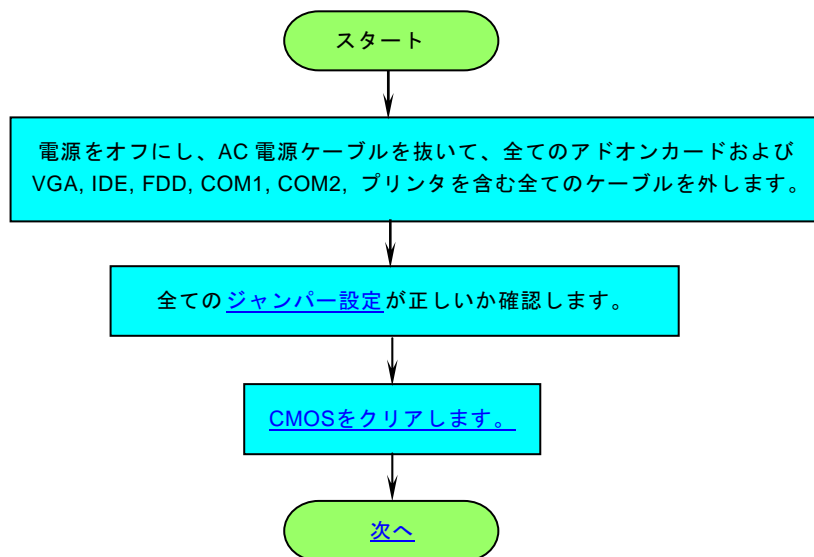 スタート
電源をオフにし、AC 電源ケーブルを抜いて、全てのアドオンカードおよび
VGA, IDE, FDD, COM1, COM2, プリンタを含む全てのケーブルを外します。
全てのジャンパー設定が正しいか確認します。
CMOSをクリアします。
次へ